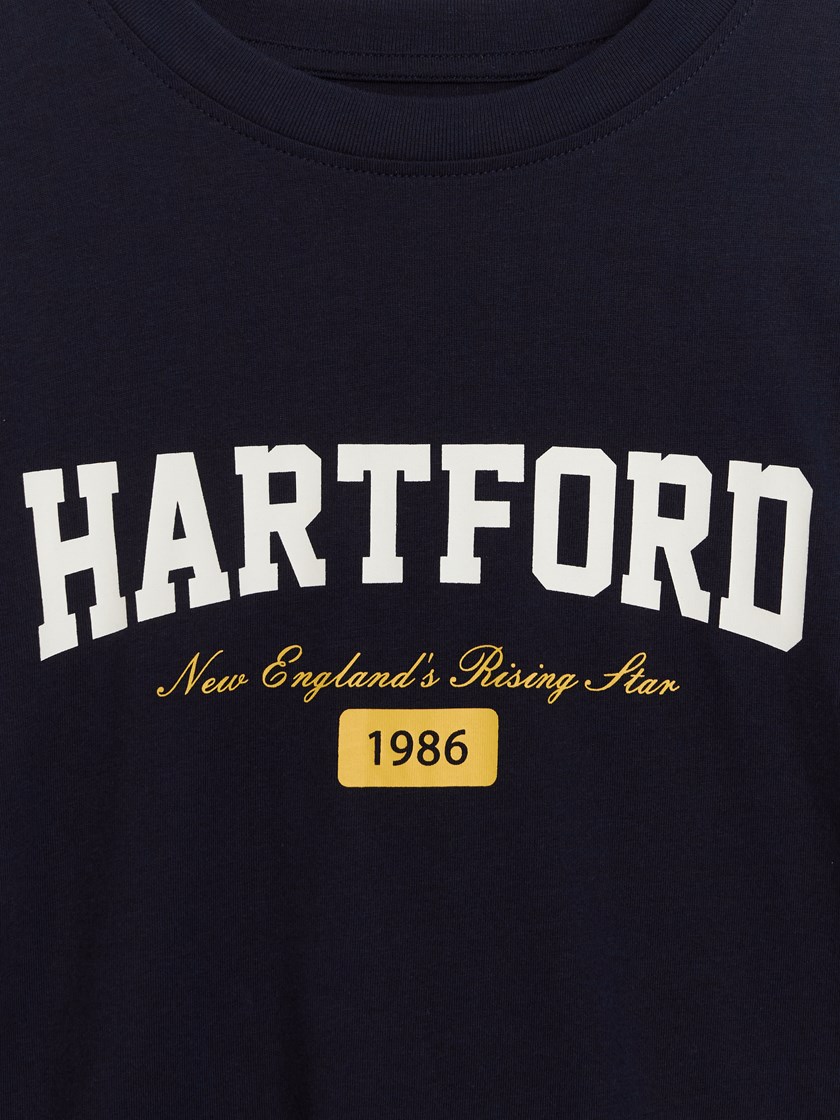 HARTFORD
New England's Rising Star
1986